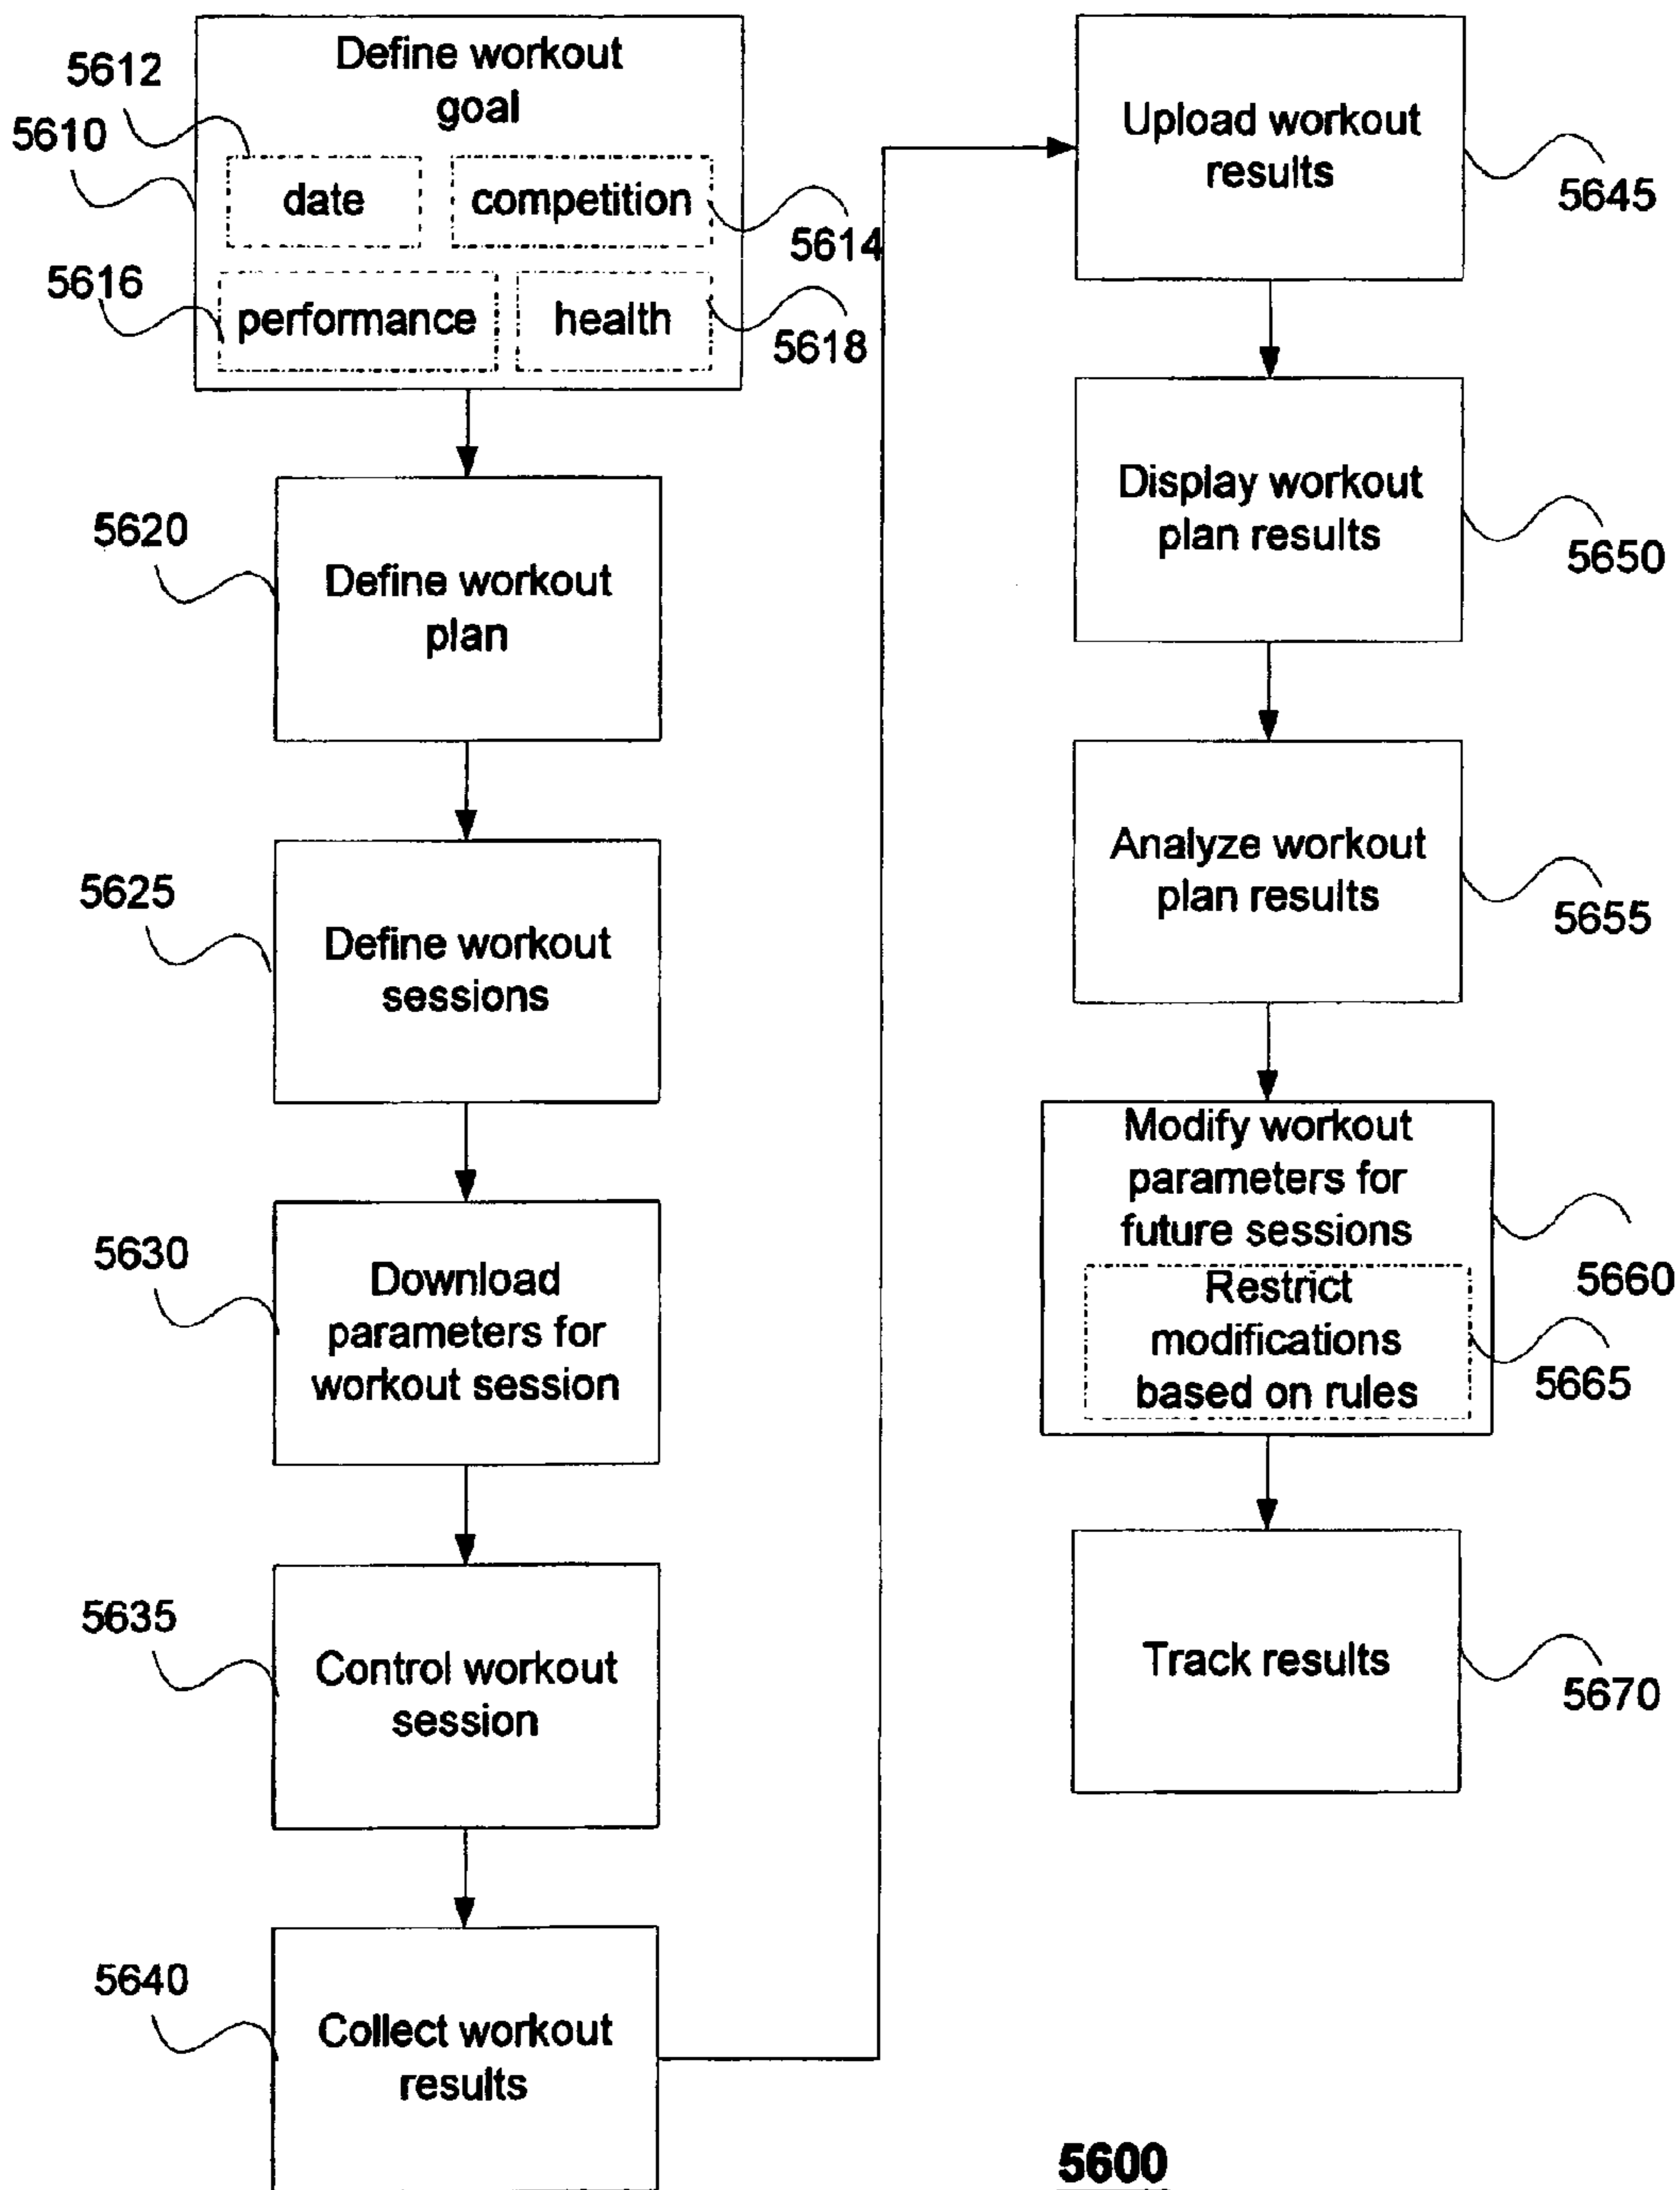 Define workout
goal
5612
5610
date
competition
5614
5616
performance
health
5618
5620
Define workout
plan
5625
Define workout
sessions
5630
Download
parameters for
workout session
5635
Control workout
session
5640
Collect workout
results
Upload workout
results
5645
Display workout
plan results
5650
Analyze workout
plan results
5655
Modify workout
parameters for
future sessions
5660
Restrict
modifications
based on rules
5665
Track results
5670
5600